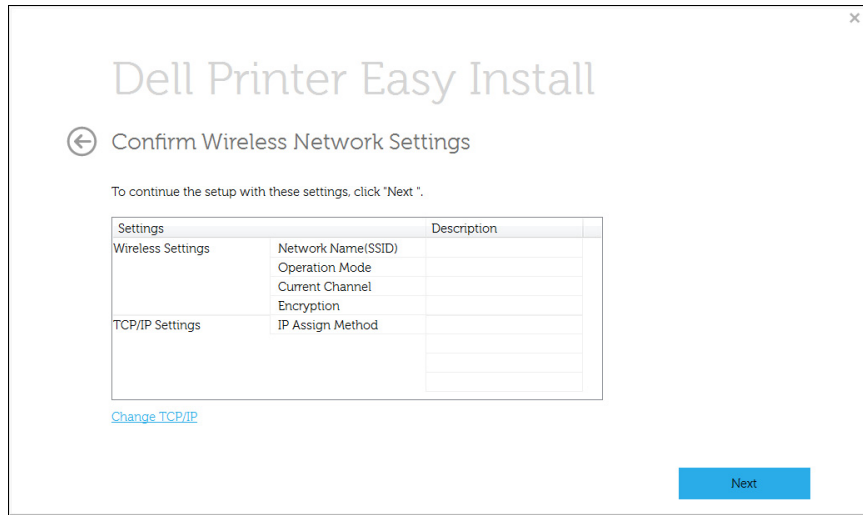 Dell Printer Easy Install
Confirm Wireless Network Settings
To continue the setup with these settings, click "Next ".
Settings Description
Wireless Settings Network Name(SSID)
Operation Mode
Current Channel
Encryption
TCP/IP Settings IP Assign Method
Change TCP/IP
Next